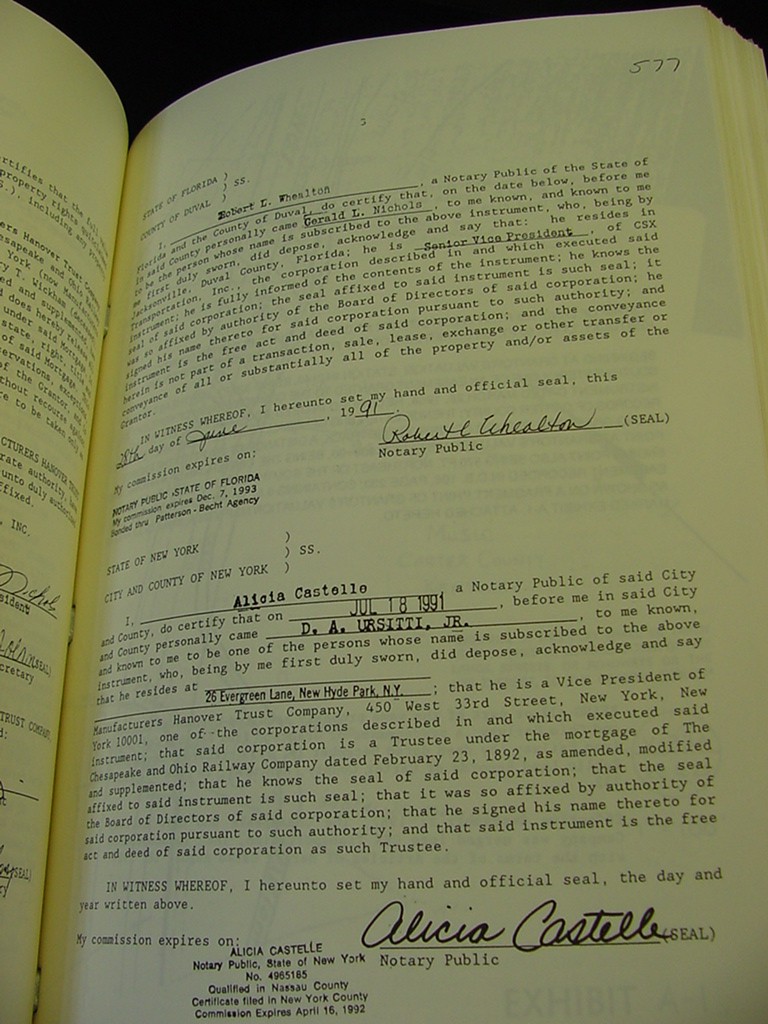 577
3
STATE OF FLORIDA )
) SS.
COUNTY OF DUVAL )
I, Robert L. Whealton, a Notary Public of the State of
Florida and the County of Duval, do certify that, on the date below, before me
in said County personally came Gerald L. Nichols, to me known, and known to me
to be the person whose name is subscribed to the above instrument, who, being by
me first duly sworn, did depose, acknowledge and say that: he resides in
Jacksonville, Duval County, Florida; he is Senior Vice President, of CSX
Transportation, Inc., the corporation described in and which executed said
instrument; he is fully informed of the contents of the instrument; he knows the
seal of said corporation; the seal affixed to said instrument is such seal; it
was so affixed by authority of the Board of Directors of said corporation; he
signed his name thereto for said corporation pursuant to such authority; and
instrument is the free act and deed of said corporation; and the conveyance
herein is not part of a transaction, sale, lease, exchange or other transfer or
conveyance of all or substantially all of the property and/or assets of the
Grantor.
IN WITNESS WHEREOF, I hereunto set my hand and official seal, this
28th day of June, 1991.
Robert L Whealton (SEAL)
Notary Public
My commission expires on:
NOTARY PUBLIC, STATE OF FLORIDA
My commission expires Dec. 7, 1993
Bonded thru Patterson - Becht Agency
STATE OF NEW YORK )
) SS.
CITY AND COUNTY OF NEW YORK )
I, Alicia Castelle a Notary Public of said City
and County, do certify that on JUL 18 1991, before me in said City
and County personally came D. A. URSITTI, JR., to me known,
and known to me to be one of the persons whose name is subscribed to the above
instrument, who, being by me first duly sworn, did depose, acknowledge and say
that he resides at 26 Evergreen Lane, New Hyde Park, N.Y.; that he is a Vice President of
Manufacturers Hanover Trust Company, 450 West 33rd Street, New York, New
York 10001, one of the corporations described in and which executed said
instrument; that said corporation is a Trustee under the mortgage of The
Chesapeake and Ohio Railway Company dated February 23, 1892, as amended, modified
and supplemented; that he knows the seal of said corporation; that the seal
affixed to said instrument is such seal; that it was so affixed by authority of
the Board of Directors of said corporation; that he signed his name thereto for
said corporation pursuant to such authority; and that said instrument is the free
act and deed of said corporation as such Trustee.
IN WITNESS WHEREOF, I hereunto set my hand and official seal, the day and
year written above.
Alicia Castelle (SEAL)
Notary Public
My commission expires on:
ALICIA CASTELLE
Notary Public, State of New York
No. 4965185
Qualified in Nassau County
Certificate filed in New York County
Commission Expires April 16, 1992